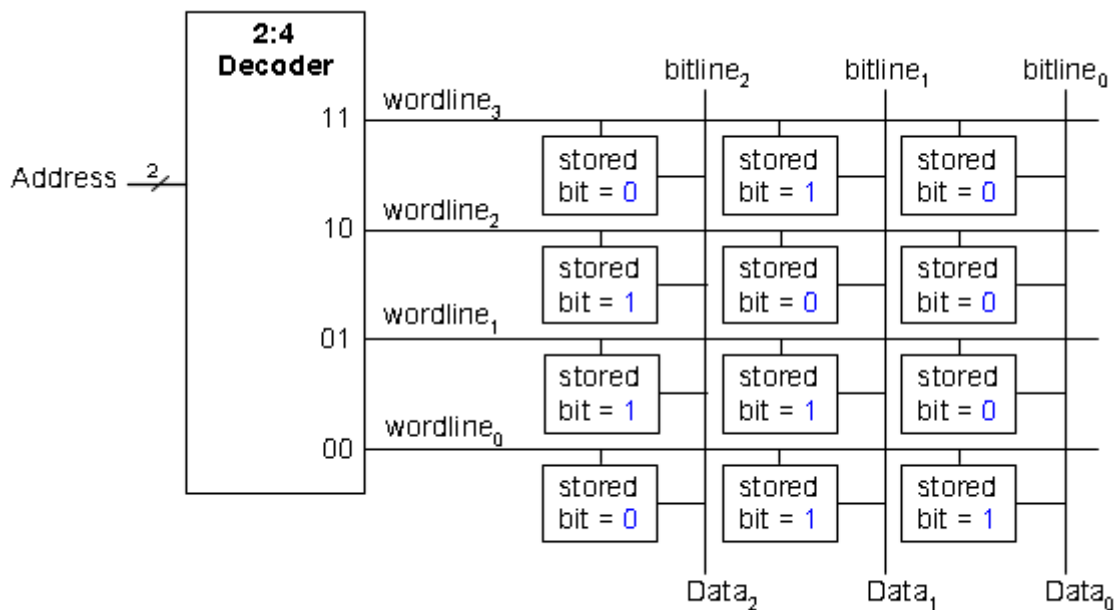 2:4
Decoder
bitline₂ bitline₁ bitline₀
wordline₃
11
stored stored stored
bit = 0 bit = 1 bit = 0
Address 2
wordline₂
10
stored stored stored
bit = 1 bit = 0 bit = 0
wordline₁
01
stored stored stored
bit = 1 bit = 1 bit = 0
wordline₀
00
stored stored stored
bit = 0 bit = 1 bit = 1
Data₂ Data₁ Data₀